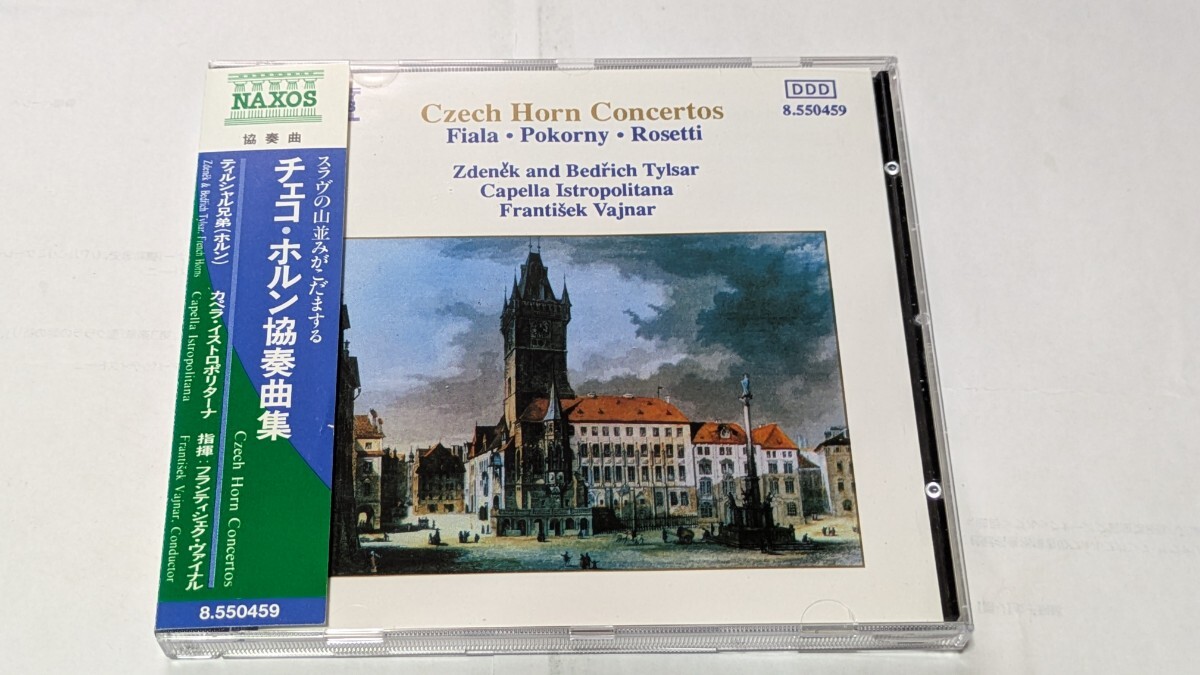 NAXOS
協奏曲
スラヴの山並みがこだまする
チェコ・ホルン協奏曲集
Czech Horn Concertos
ティルシャル兄弟(ホルン)
カペラ・イストロポリターナ
指揮:フランティシェク・ヴァイナル
Zdeněk & Bedřich Tylsar, French Horns
Capella Istropolitana
František Vajnar, Conductor
8.550459
Czech Horn Concertos
Fiala • Pokorny • Rosetti
Zdeněk and Bedřich Tylsar
Capella Istropolitana
František Vajnar
DDD
8.550459